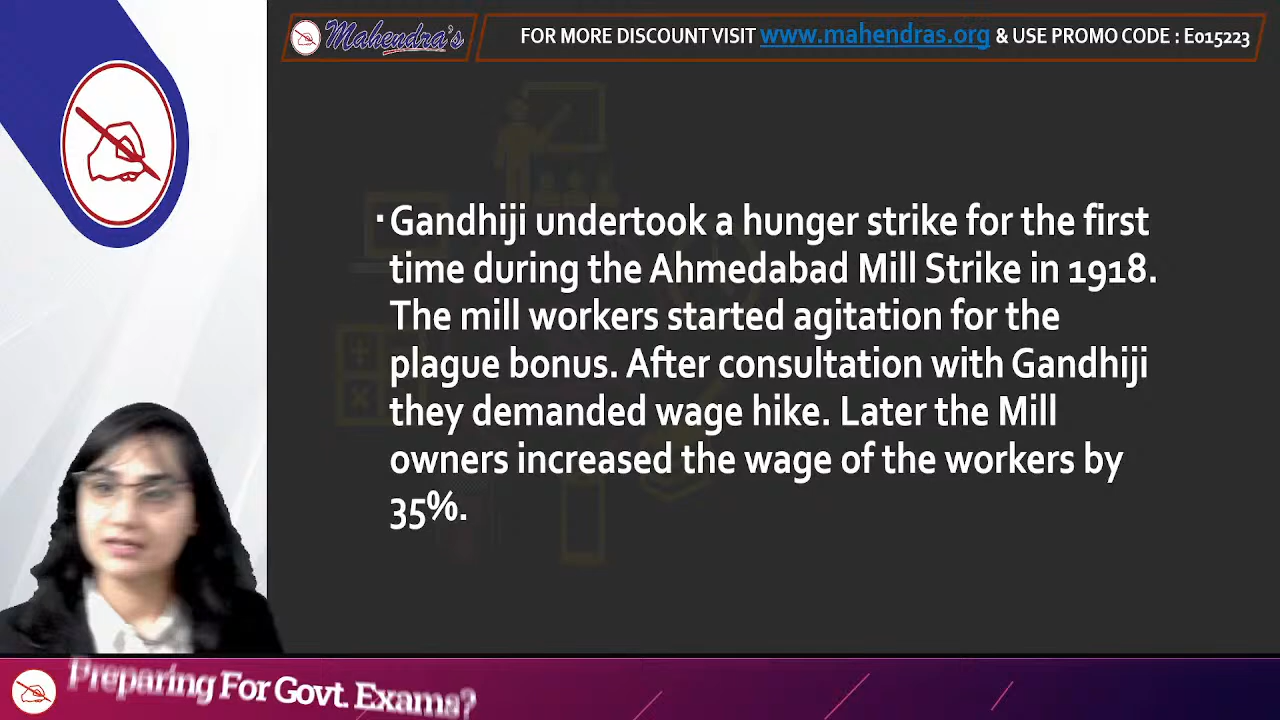 Mahendra's
FOR MORE DISCOUNT VISIT www.mahendras.org & USE PROMO CODE : E015223
▪ Gandhiji undertook a hunger strike for the first
time during the Ahmedabad Mill Strike in 1918.
The mill workers started agitation for the
plague bonus. After consultation with Gandhiji
they demanded wage hike. Later the Mill
owners increased the wage of the workers by
35%.
Preparing For Govt. Exams?